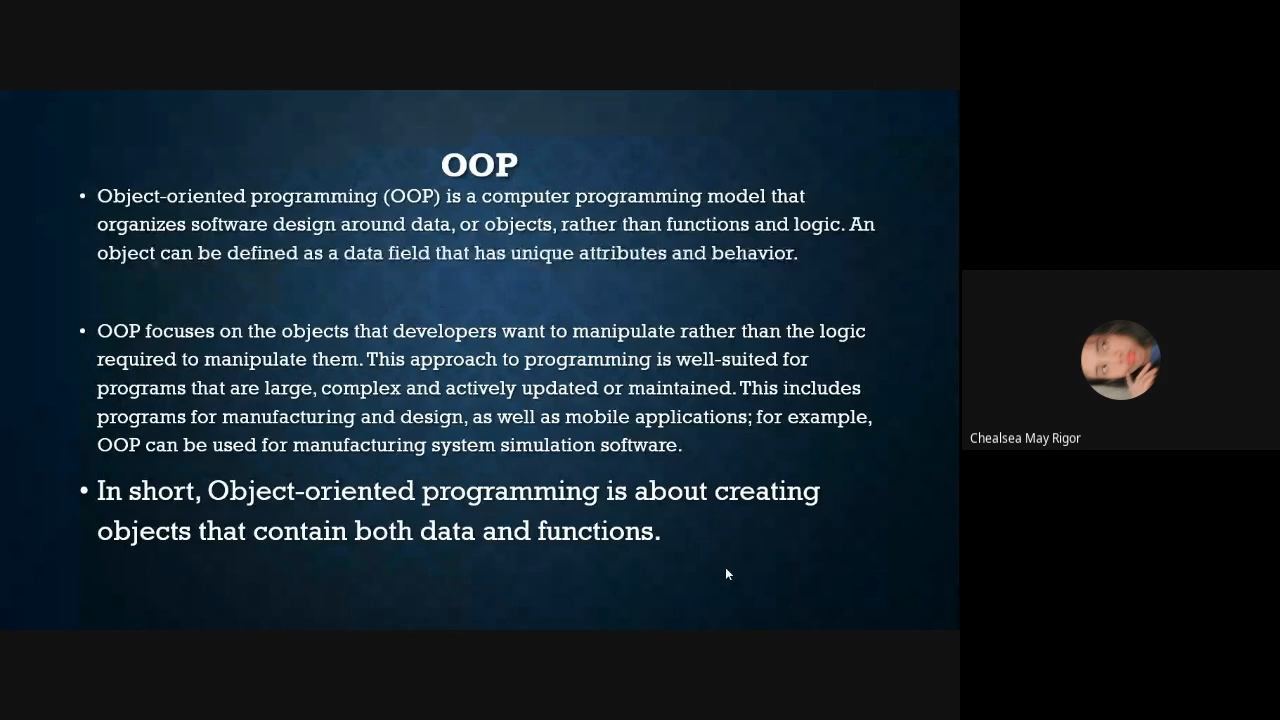 OOP
• Object-oriented programming (OOP) is a computer programming model that
organizes software design around data, or objects, rather than functions and logic. An
object can be defined as a data field that has unique attributes and behavior.
• OOP focuses on the objects that developers want to manipulate rather than the logic
required to manipulate them. This approach to programming is well-suited for
programs that are large, complex and actively updated or maintained. This includes
programs for manufacturing and design, as well as mobile applications; for example,
OOP can be used for manufacturing system simulation software.
• In short, Object-oriented programming is about creating
objects that contain both data and functions.
Chealsea May Rigor